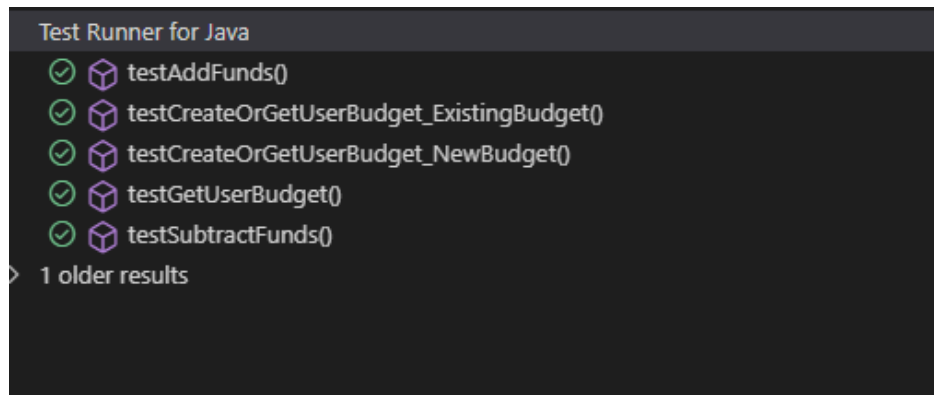 Test Runner for Java
testAddFunds()
testCreateOrGetUserBudget_ExistingBudget()
testCreateOrGetUserBudget_NewBudget()
testGetUserBudget()
testSubtractFunds()
1 older results